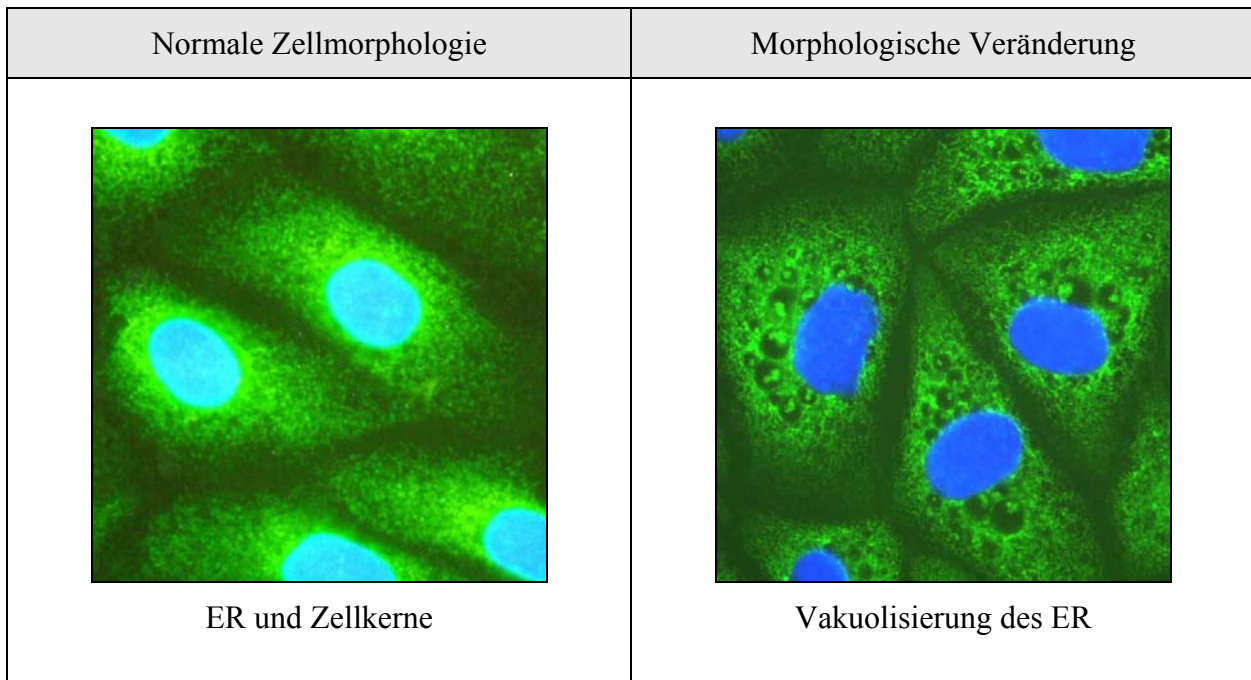 Normale Zellmorphologie
Morphologische Veränderung
ER und Zellkerne
Vakuolisierung des ER